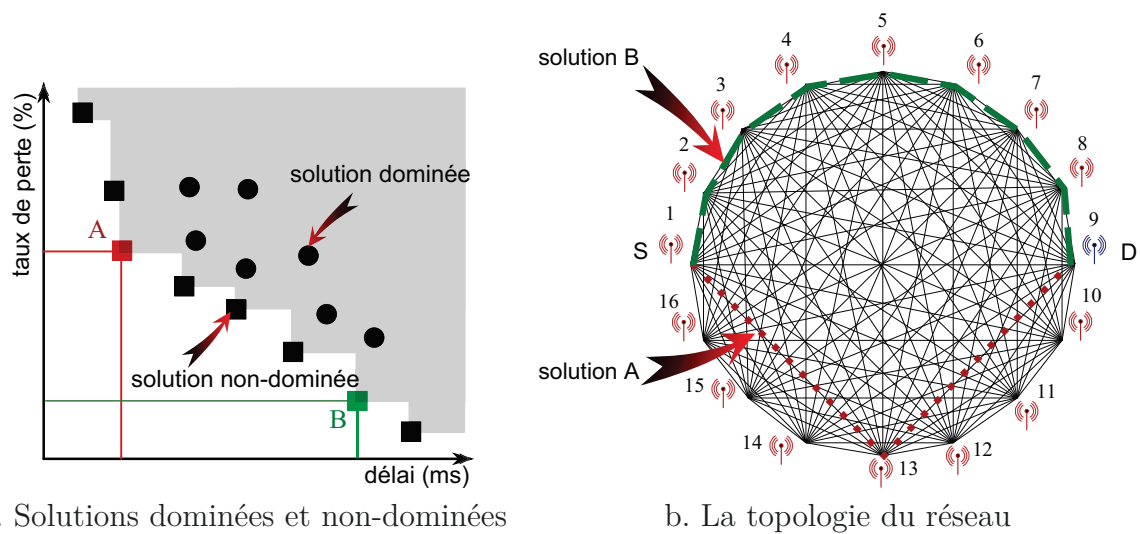 taux de perte (%)
A
solution dominée
solution non-dominée
B
délai (ms)
. Solutions dominées et non-dominées
solution B
solution A
S
D
1
2
3
4
5
6
7
8
9
10
11
12
13
14
15
16
b. La topologie du réseau